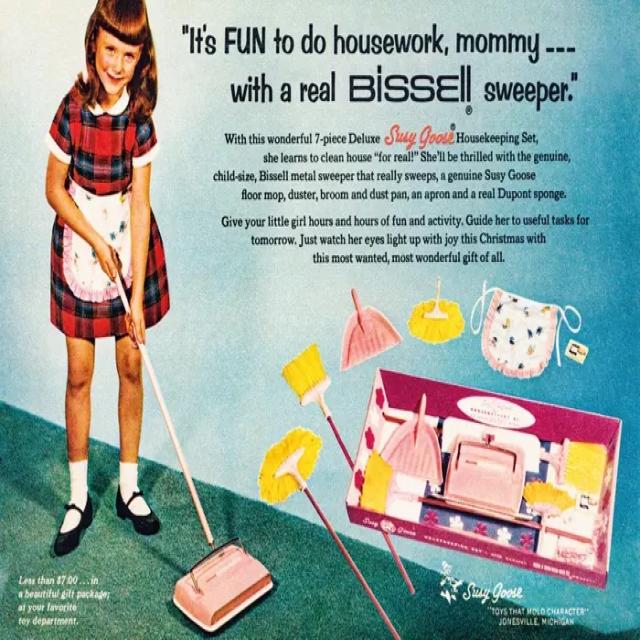 "It's FUN to do housework, mommy ---
with a real BISSELL® sweeper."
With this wonderful 7-piece Deluxe Susy Goose® Housekeeping Set,
she learns to clean house "for real!" She'll be thrilled with the genuine,
child-size, Bissell metal sweeper that really sweeps, a genuine Susy Goose
floor mop, duster, broom and dust pan, an apron and a real Dupont sponge.
Give your little girl hours and hours of fun and activity. Guide her to useful tasks for
tomorrow. Just watch her eyes light up with joy this Christmas with
this most wanted, most wonderful gift of all.
Susy Goose
Less than $7.00...in
a beautiful gift package;
at your favorite
toy department.
Susy Goose
"TOYS THAT MOLD CHARACTER"
JONESVILLE, MICHIGAN